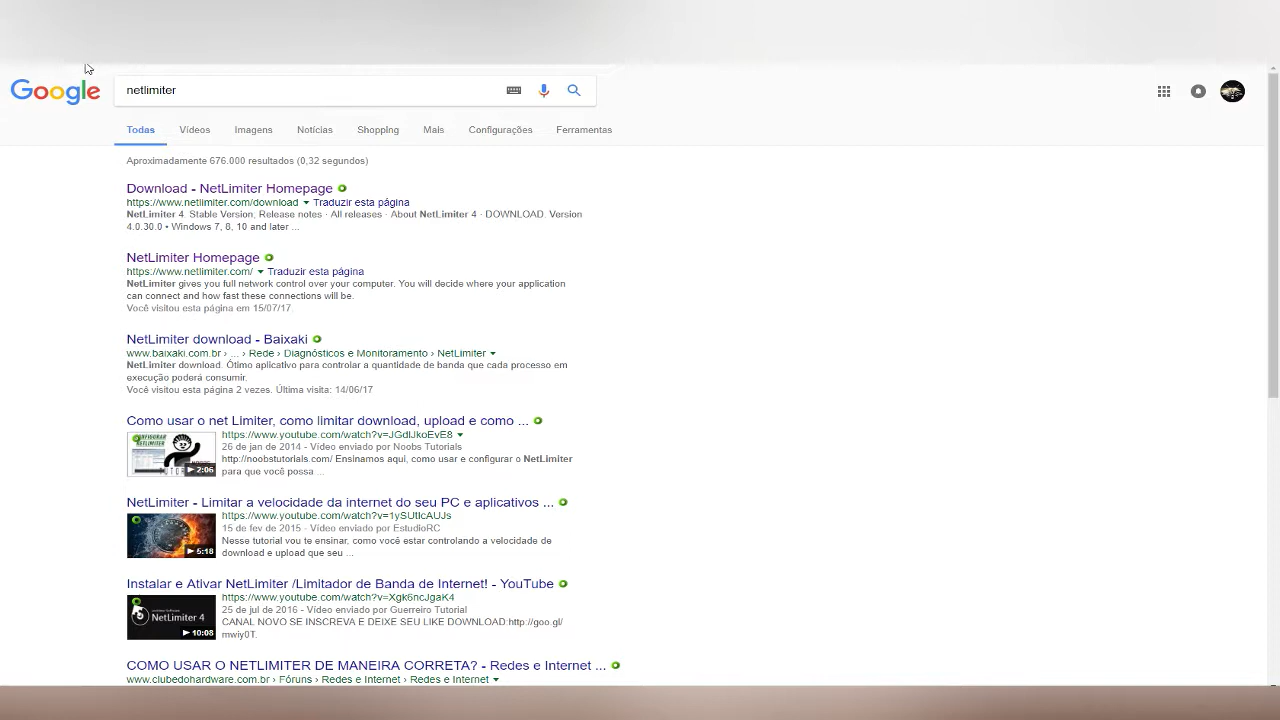 Google
netlimiter
Todas Vídeos Imagens Notícias Shopping Mais Configurações Ferramentas
Aproximadamente 676.000 resultados (0,32 segundos)
Download - NetLimiter Homepage
https://www.netlimiter.com/download Traduzir esta página
NetLimiter 4. Stable Version, Release notes · All releases · About NetLimiter 4 · DOWNLOAD. Version
4.0.30.0 • Windows 7, 8, 10 and later ...
NetLimiter Homepage
https://www.netlimiter.com/ Traduzir esta página
NetLimiter gives you full network control over your computer. You will decide where your application
can connect and how fast these connections will be.
Você visitou esta página em 15/07/17.
NetLimiter download - Baixaki
www.baixaki.com.br › ... › Rede › Diagnósticos e Monitoramento › NetLimiter
NetLimiter download. Ótimo aplicativo para controlar a quantidade de banda que cada processo em
execução poderá consumir.
Você visitou esta página 2 vezes. Última visita: 14/06/17
Como usar o net Limiter, como limitar download, upload e como ...
https://www.youtube.com/watch?v=JGdlJkoEvE8
26 de jan de 2014 - Vídeo enviado por Noobs Tutorials
http://noobstutorials.com/ Ensinamos aqui, como usar e configurar o NetLimiter
para que você possa ...
2:06
NetLimiter - Limitar a velocidade da internet do seu PC e aplicativos ...
https://www.youtube.com/watch?v=1ySUtlcAUJs
15 de fev de 2015 - Vídeo enviado por EstudioRC
Nesse tutorial vou te ensinar, como você estar controlando a velocidade de
download e upload que seu ...
5:18
Instalar e Ativar NetLimiter /Limitador de Banda de Internet! - YouTube
https://www.youtube.com/watch?v=Xgk6ncJgaK4
25 de jul de 2016 - Vídeo enviado por Guerreiro Tutorial
CANAL NOVO SE INSCREVA E DEIXE SEU LIKE DOWNLOAD:http://goo.gl/
mwiy0T.
NetLimiter 4
10:08
COMO USAR O NETLIMITER DE MANEIRA CORRETA? - Redes e Internet ...
www.clubedohardware.com.br › Fóruns › Redes e Internet › Redes e Internet